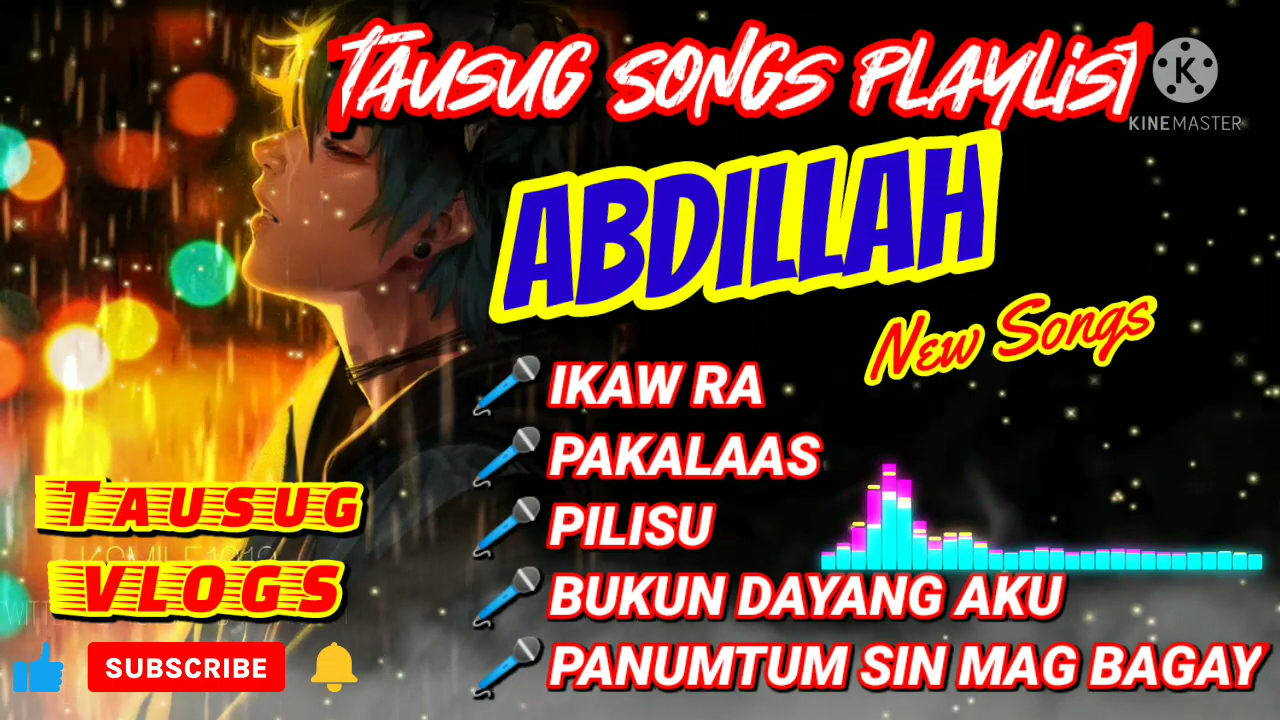 TAUSUG SONGS PLAYLIST
K
KINEMASTER
ABDILLAH
New Songs
IKAW RA
PAKALAAS
PILISU
BUKUN DAYANG AKU
PANUMTUM SIN MAG BAGAY
TAUSUG
VLOGS
SUBSCRIBE